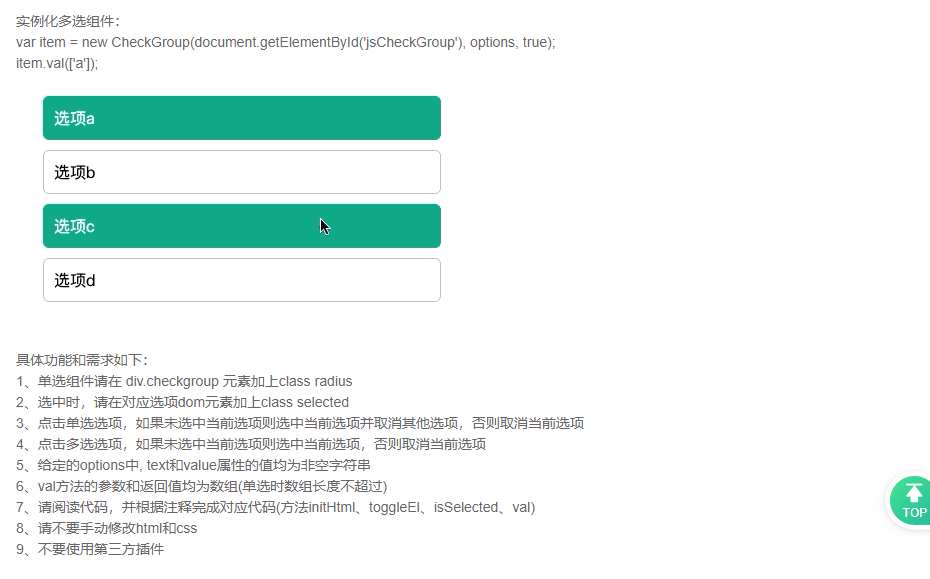 实例化多选组件：
var item = new CheckGroup(document.getElementById('jsCheckGroup'), options, true);
item.val(['a']);
选项a
选项b
选项c
选项d
具体功能和需求如下：
1、单选组件请在 div.checkgroup 元素加上class radius
2、选中时，请在对应选项dom元素加上class selected
3、点击单选选项，如果未选中当前选项则选中当前选项并取消其他选项，否则取消当前选项
4、点击多选选项，如果未选中当前选项则选中当前选项，否则取消当前选项
5、给定的options中, text和value属性的值均为非空字符串
6、val方法的参数和返回值均为数组(单选时数组长度不超过)
7、请阅读代码，并根据注释完成对应代码(方法initHtml、toggleEl、isSelected、val)
8、请不要手动修改html和css
9、不要使用第三方插件
TOP